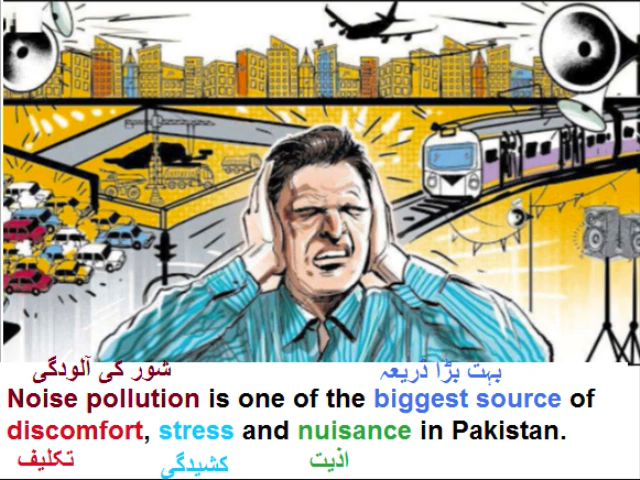 شور کی آلودگی بہت بڑا ذریعہ
Noise pollution is one of the biggest source of
discomfort, stress and nuisance in Pakistan.
تکلیف کشیدگی اذیت